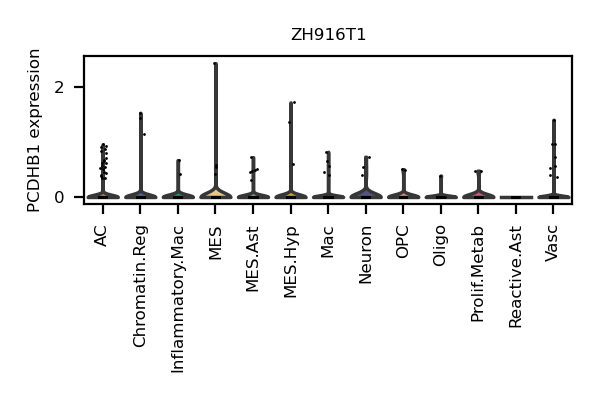 ZH916T1
PCDHB1 expression
2
0
AC
Chromatin.Reg
Inflammatory.Mac
MES
MES.Ast
MES.Hyp
Mac
Neuron
OPC
Oligo
Prolif.Metab
Reactive.Ast
Vasc